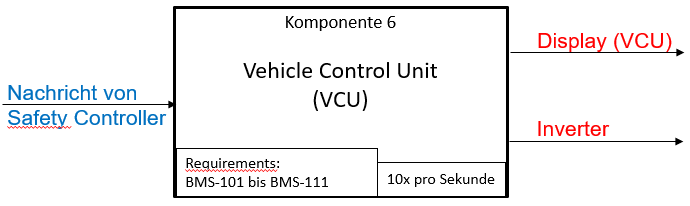 Komponente 6
Vehicle Control Unit
(VCU)
Nachricht von
Safety Controller
Display (VCU)
Inverter
Requirements:
BMS-101 bis BMS-111
10x pro Sekunde